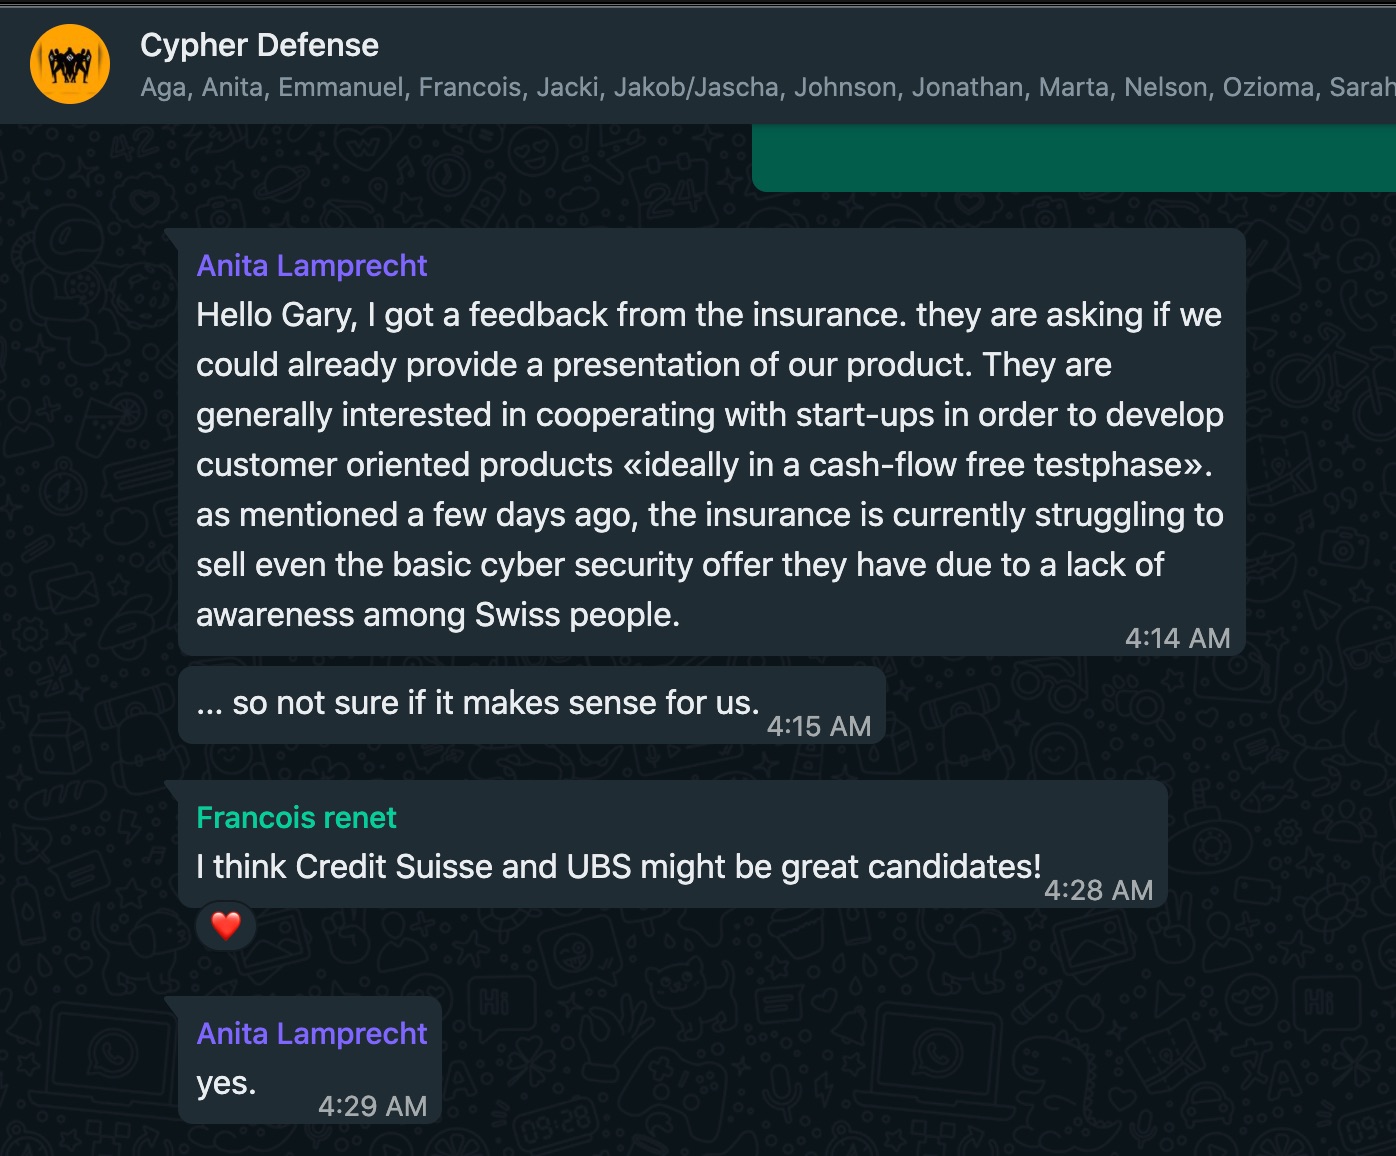 Cypher Defense
Aga, Anita, Emmanuel, Francois, Jacki, Jakob/Jascha, Johnson, Jonathan, Marta, Nelson, Ozioma, Sarah
Anita Lamprecht
Hello Gary, I got a feedback from the insurance. they are asking if we
could already provide a presentation of our product. They are
generally interested in cooperating with start-ups in order to develop
customer oriented products «ideally in a cash-flow free testphase».
as mentioned a few days ago, the insurance is currently struggling to
sell even the basic cyber security offer they have due to a lack of
awareness among Swiss people.
4:14 AM
... so not sure if it makes sense for us.
4:15 AM
Francois renet
I think Credit Suisse and UBS might be great candidates!
4:28 AM
Anita Lamprecht
yes.
4:29 AM